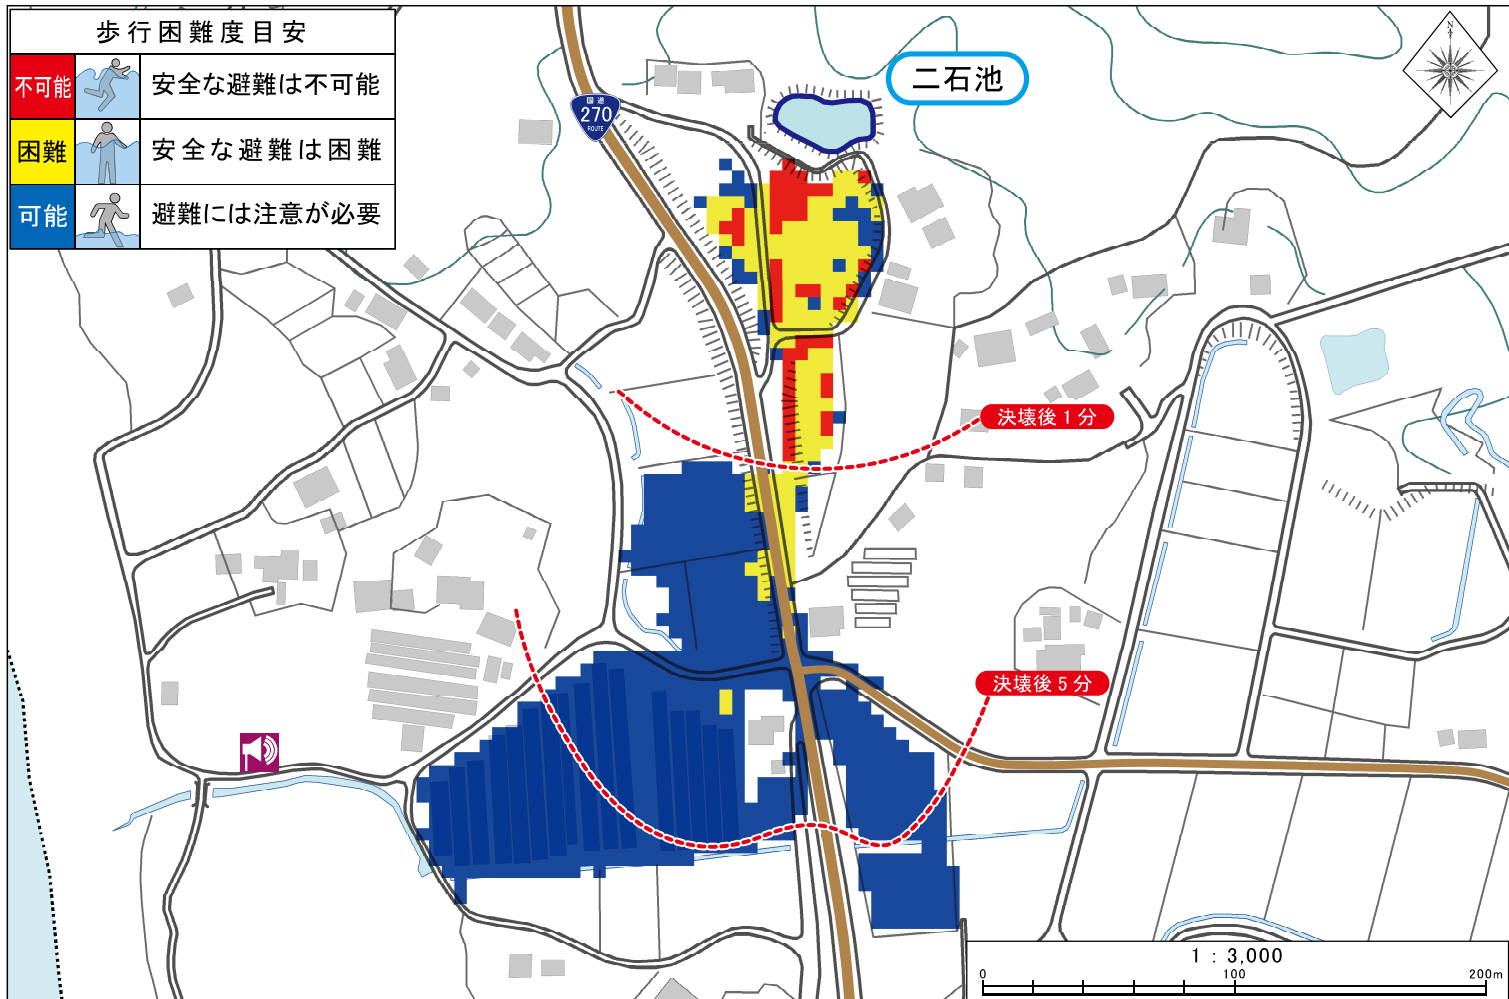 歩行困難度目安
不可能
安全な避難は不可能
困難
安全な避難は困難
可能
避難には注意が必要
二石池
N
国道
270
ROUTE
決壊後1分
決壊後5分
1：3,000
0
100
200m